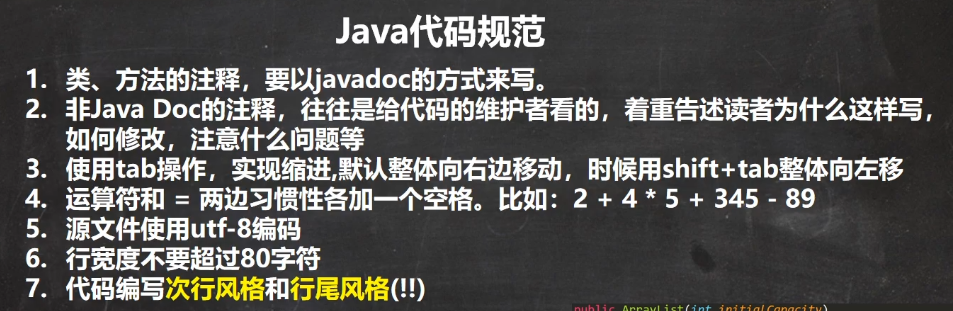 Java代码规范
1. 类、方法的注释，要以javadoc的方式来写。
2. 非Java Doc的注释，往往是给代码的维护者看的，着重告述读者为什么这样写，
如何修改，注意什么问题等
3. 使用tab操作，实现缩进,默认整体向右边移动，时候用shift+tab整体向左移
4. 运算符和 = 两边习惯性各加一个空格。比如：2 + 4 * 5 + 345 - 89
5. 源文件使用utf-8编码
6. 行宽度不要超过80字符
7. 代码编写次行风格和行尾风格(!!)
public ArrayList(int initialCapacity)